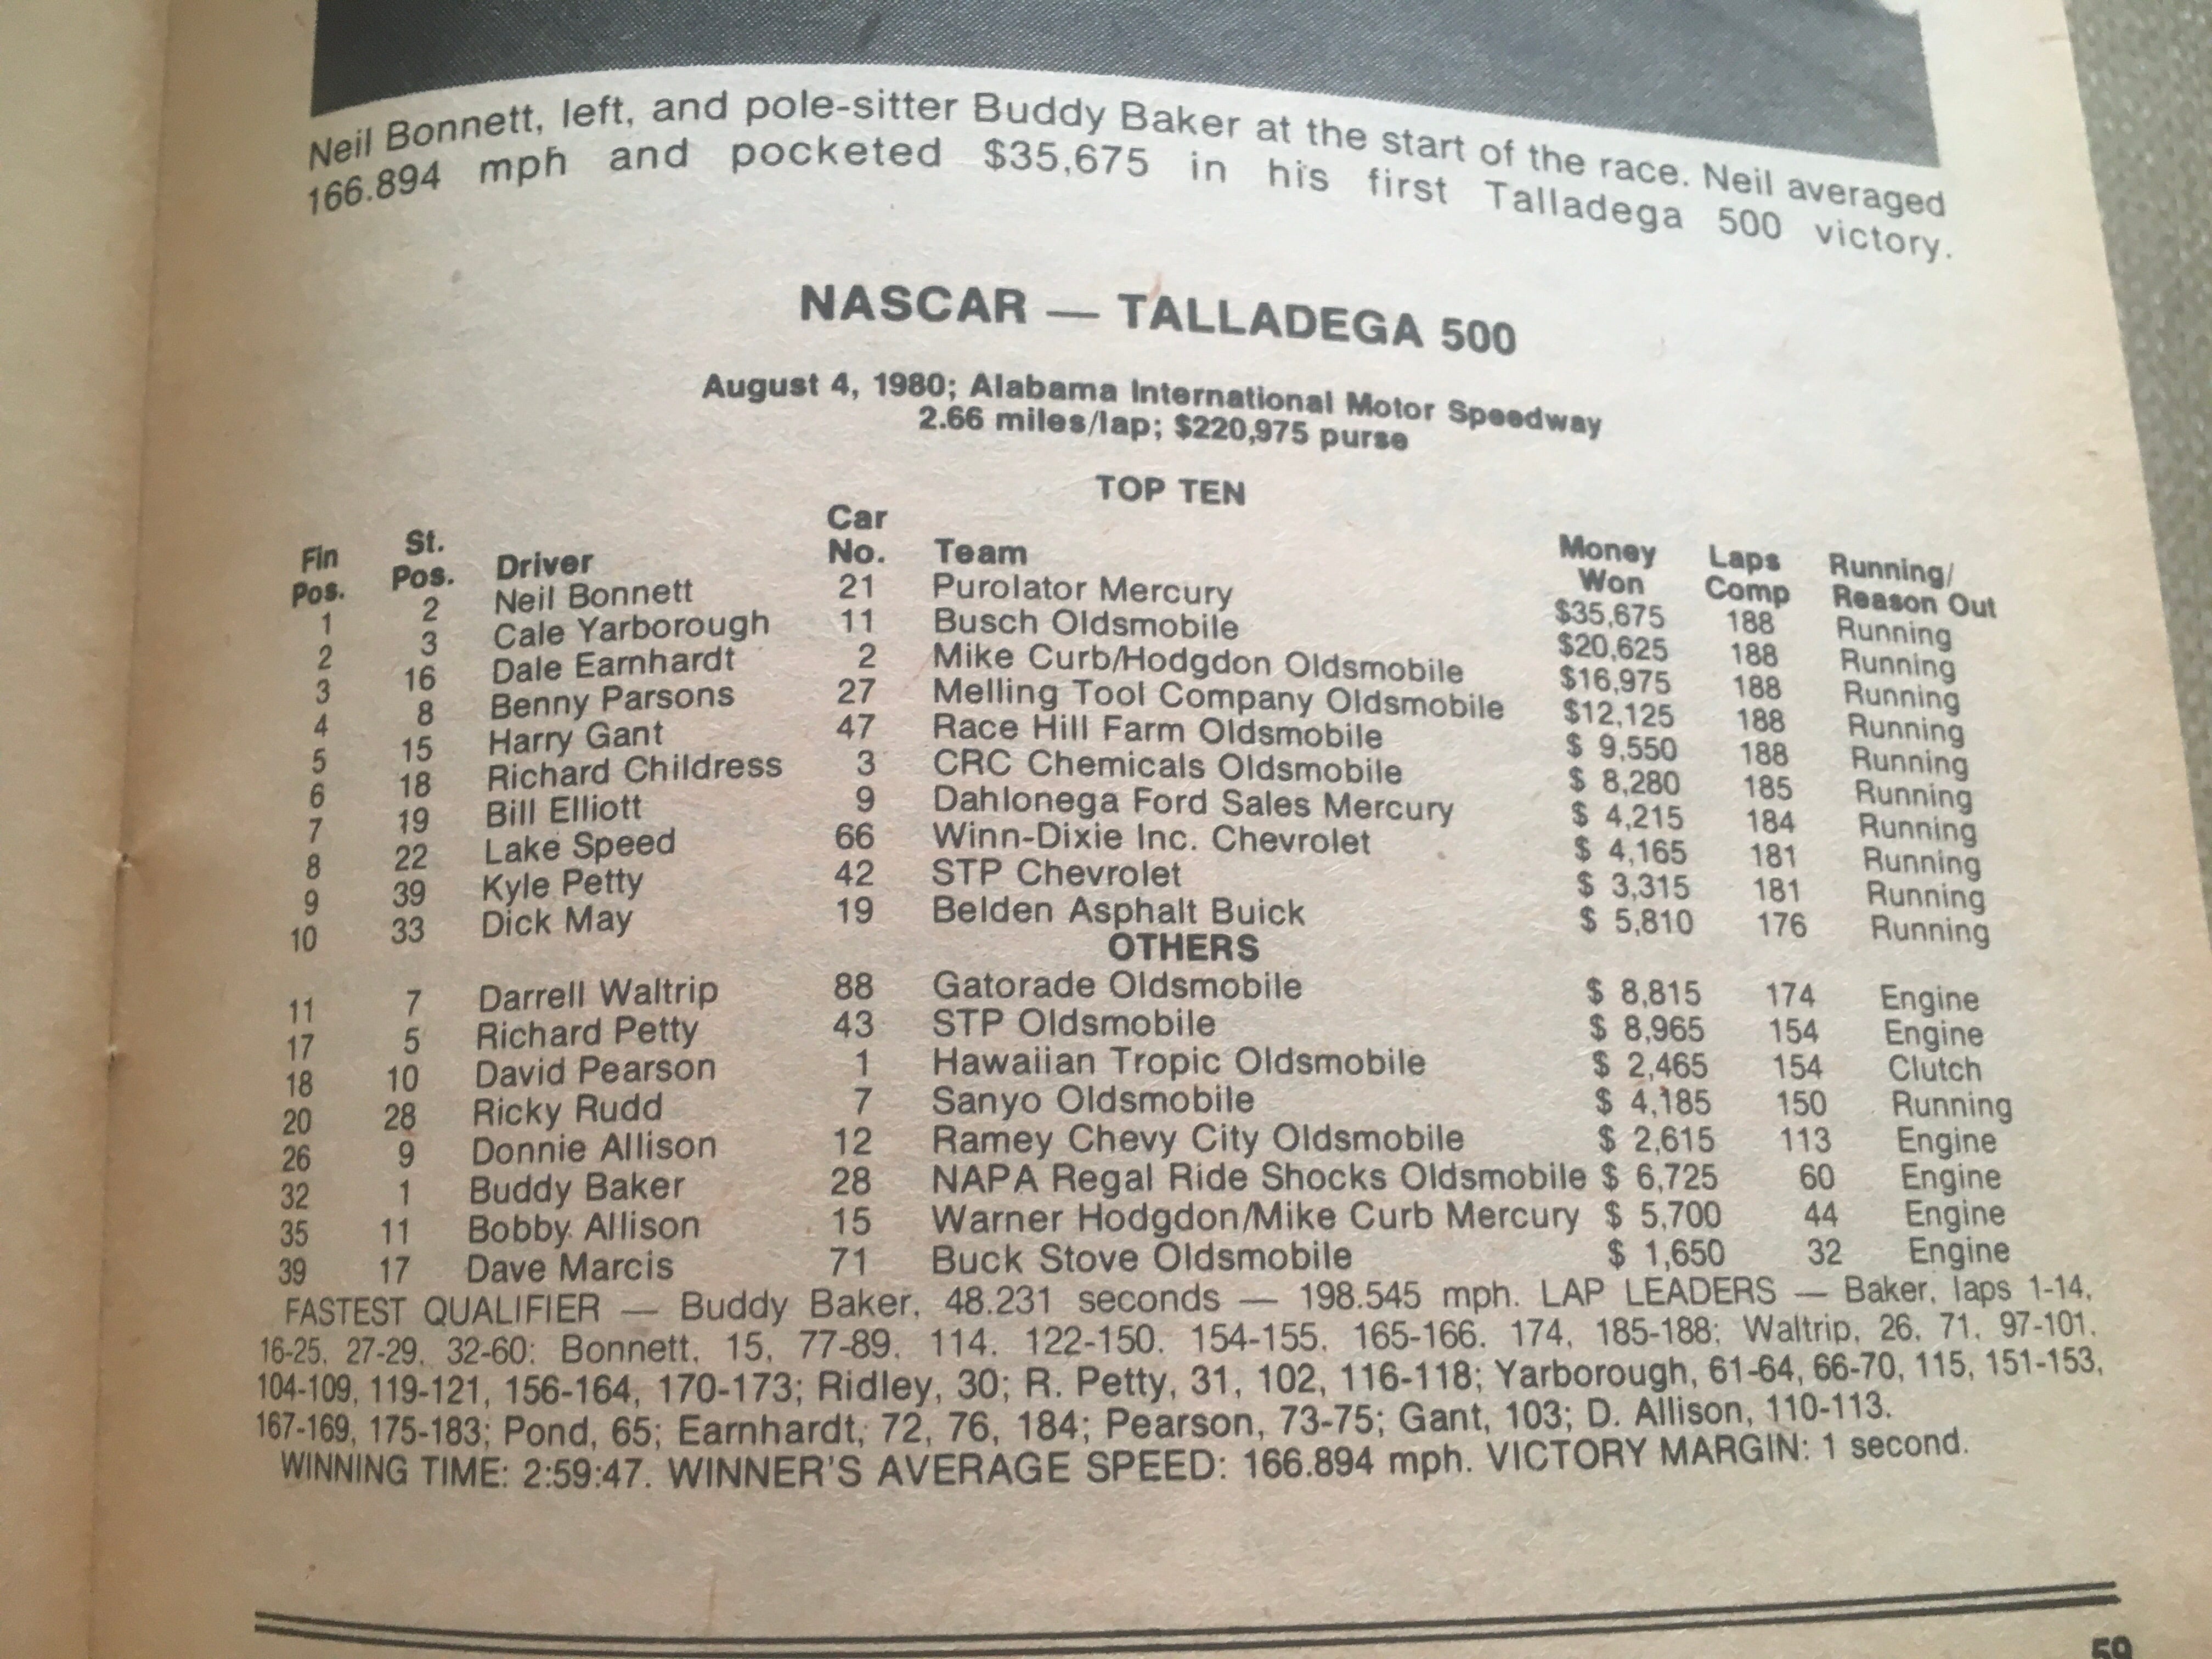 Neil Bonnett, left, and pole-sitter Buddy Baker at the start of the race. Neil averaged
166.894 mph and pocketed $35,675 in his first Talladega 500 victory.
NASCAR — TALLADEGA 500
August 4, 1980; Alabama International Motor Speedway
2.66 miles/lap; $220,975 purse
TOP TEN
Fin Pos. St. Pos. Driver Car No. Team Money Won Laps Comp Running/ Reason Out
1 2 Neil Bonnett 21 Purolator Mercury $35,675 188 Running
2 3 Cale Yarborough 11 Busch Oldsmobile $20,625 188 Running
3 16 Dale Earnhardt 2 Mike Curb/Hodgdon Oldsmobile $16,975 188 Running
4 8 Benny Parsons 27 Melling Tool Company Oldsmobile $12,125 188 Running
5 15 Harry Gant 47 Race Hill Farm Oldsmobile $ 9,550 188 Running
6 18 Richard Childress 3 CRC Chemicals Oldsmobile $ 8,280 185 Running
7 19 Bill Elliott 9 Dahlonega Ford Sales Mercury $ 4,215 184 Running
8 22 Lake Speed 66 Winn-Dixie Inc. Chevrolet $ 4,165 181 Running
9 39 Kyle Petty 42 STP Chevrolet $ 3,315 181 Running
10 33 Dick May 19 Belden Asphalt Buick $ 5,810 176 Running
OTHERS
11 7 Darrell Waltrip 88 Gatorade Oldsmobile $ 8,815 174 Engine
17 5 Richard Petty 43 STP Oldsmobile $ 8,965 154 Engine
18 10 David Pearson 1 Hawaiian Tropic Oldsmobile $ 2,465 154 Clutch
20 28 Ricky Rudd 7 Sanyo Oldsmobile $ 4,185 150 Running
26 9 Donnie Allison 12 Ramey Chevy City Oldsmobile $ 2,615 113 Engine
32 1 Buddy Baker 28 NAPA Regal Ride Shocks Oldsmobile $ 6,725 60 Engine
35 11 Bobby Allison 15 Warner Hodgdon/Mike Curb Mercury $ 5,700 44 Engine
39 17 Dave Marcis 71 Buck Stove Oldsmobile $ 1,650 32 Engine
FASTEST QUALIFIER — Buddy Baker, 48.231 seconds — 198.545 mph. LAP LEADERS — Baker, laps 1-14,
16-25, 27-29, 32-60; Bonnett, 15, 77-89, 114, 122-150, 154-155, 165-166, 174, 185-188; Waltrip, 26, 71, 97-101,
104-109, 119-121, 156-164, 170-173; Ridley, 30; R. Petty, 31, 102, 116-118; Yarborough, 61-64, 66-70, 115, 151-153,
167-169, 175-183; Pond, 65; Earnhardt, 72, 76, 184; Pearson, 73-75; Gant, 103; D. Allison, 110-113.
WINNING TIME: 2:59:47. WINNER'S AVERAGE SPEED: 166.894 mph. VICTORY MARGIN: 1 second.
59